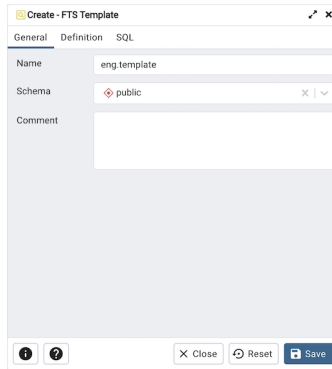 Create - FTS Template
General Definition SQL
Name eng.template
Schema public
Comment
Close Reset Save